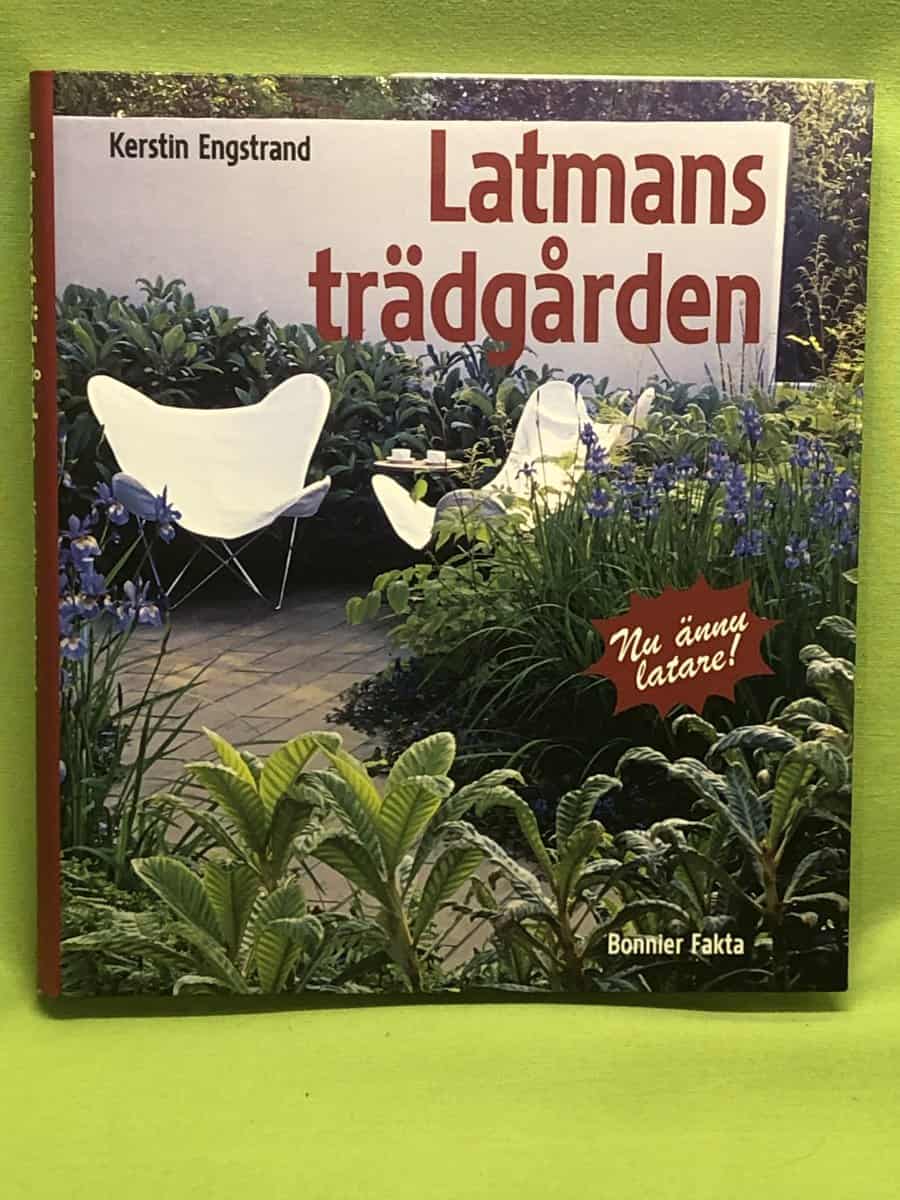 Kerstin Engstrand
Latmans
trädgården
Nu ännu
latare!
Bonnier Fakta